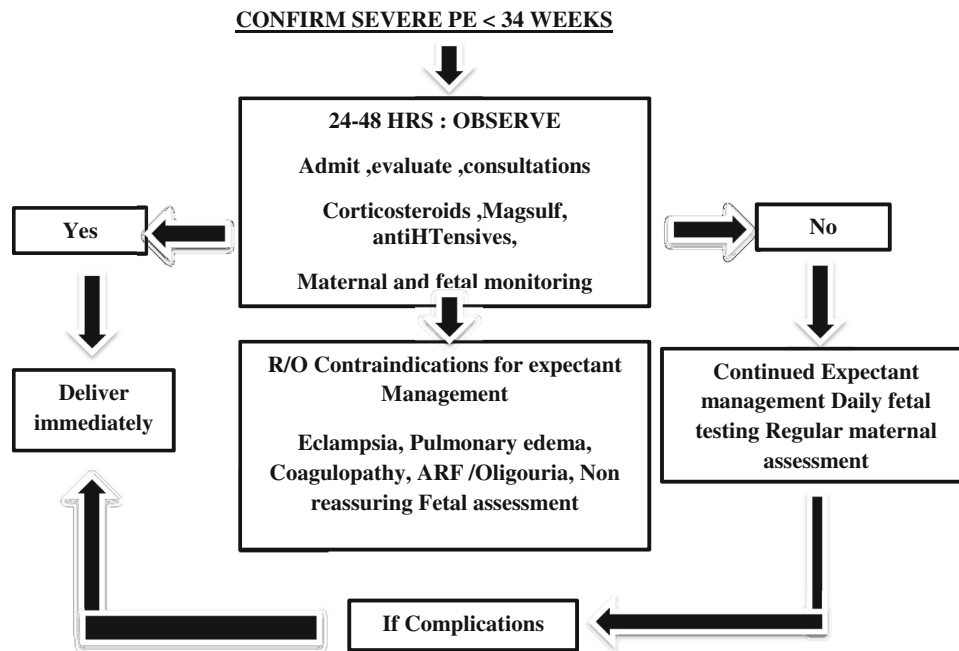 CONFIRM SEVERE PE < 34 WEEKS
24-48 HRS : OBSERVE
Admit ,evaluate ,consultations
Corticosteroids ,Magsulf,
antiHTensives,
Maternal and fetal monitoring
Yes
No
R/O Contraindications for expectant
Management
Eclampsia, Pulmonary edema,
Coagulopathy, ARF /Oligouria, Non
reassuring Fetal assessment
Deliver
immediately
Continued Expectant
management Daily fetal
testing Regular maternal
assessment
If Complications